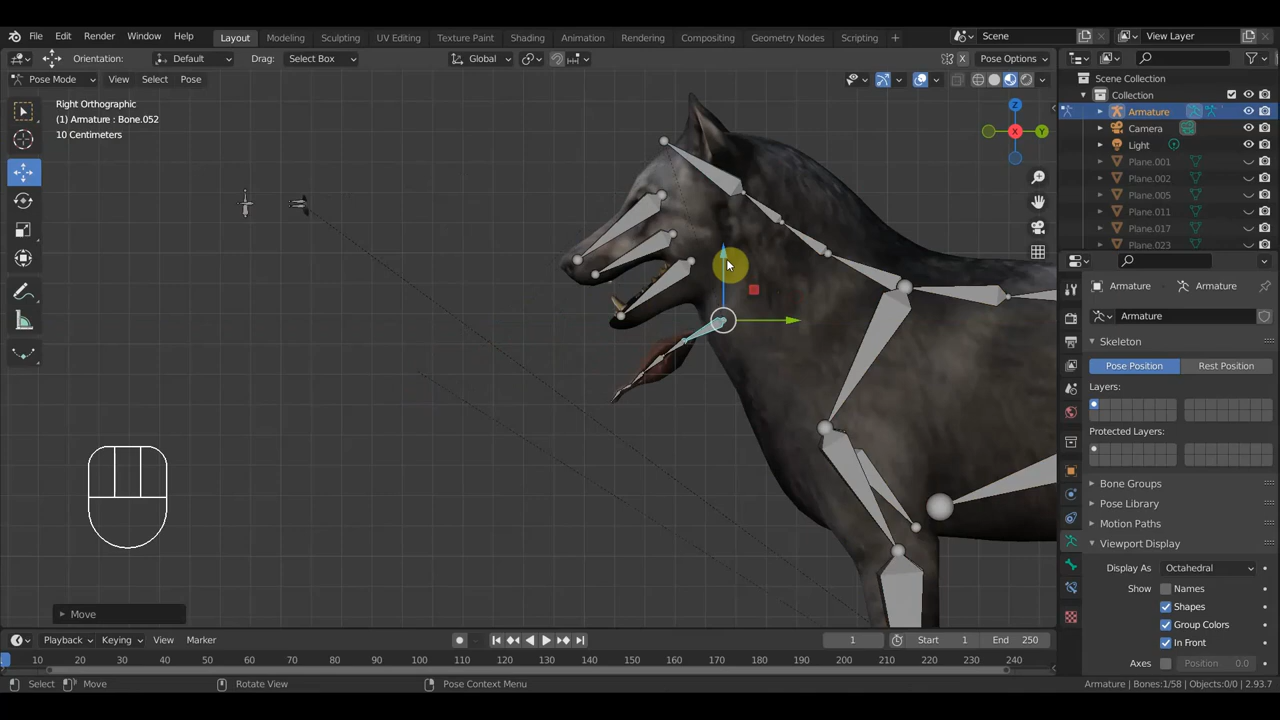 File Edit Render Window Help Layout Modeling Sculpting UV Editing Texture Paint Shading Animation Rendering Compositing Geometry Nodes Scripting + Scene View Layer
Orientation: Default Drag: Select Box Global Pose Options
Pose Mode View Select Pose
Right Orthographic
(1) Armature : Bone.052
10 Centimeters
Z
Y
X
Scene Collection
Collection
Armature
Camera
Light
Plane.001
Plane.002
Plane.005
Plane.011
Plane.017
Plane.023
Armature Armature
Armature
Skeleton
Pose Position Rest Position
Layers:
Protected Layers:
Bone Groups
Pose Library
Motion Paths
Viewport Display
Display As Octahedral
Show Names
Shapes
Group Colors
In Front
Axes Position 0.0
Move
Playback Keying View Marker 1 Start 1 End 250
10 20 30 40 50 60 70 80 90 100 110 120 130 140 150 160 170 180 190 200 210 220 230 240
Select Move Rotate View Pose Context Menu Armature | Bones:1/58 | Objects:0/0 | 2.93.7